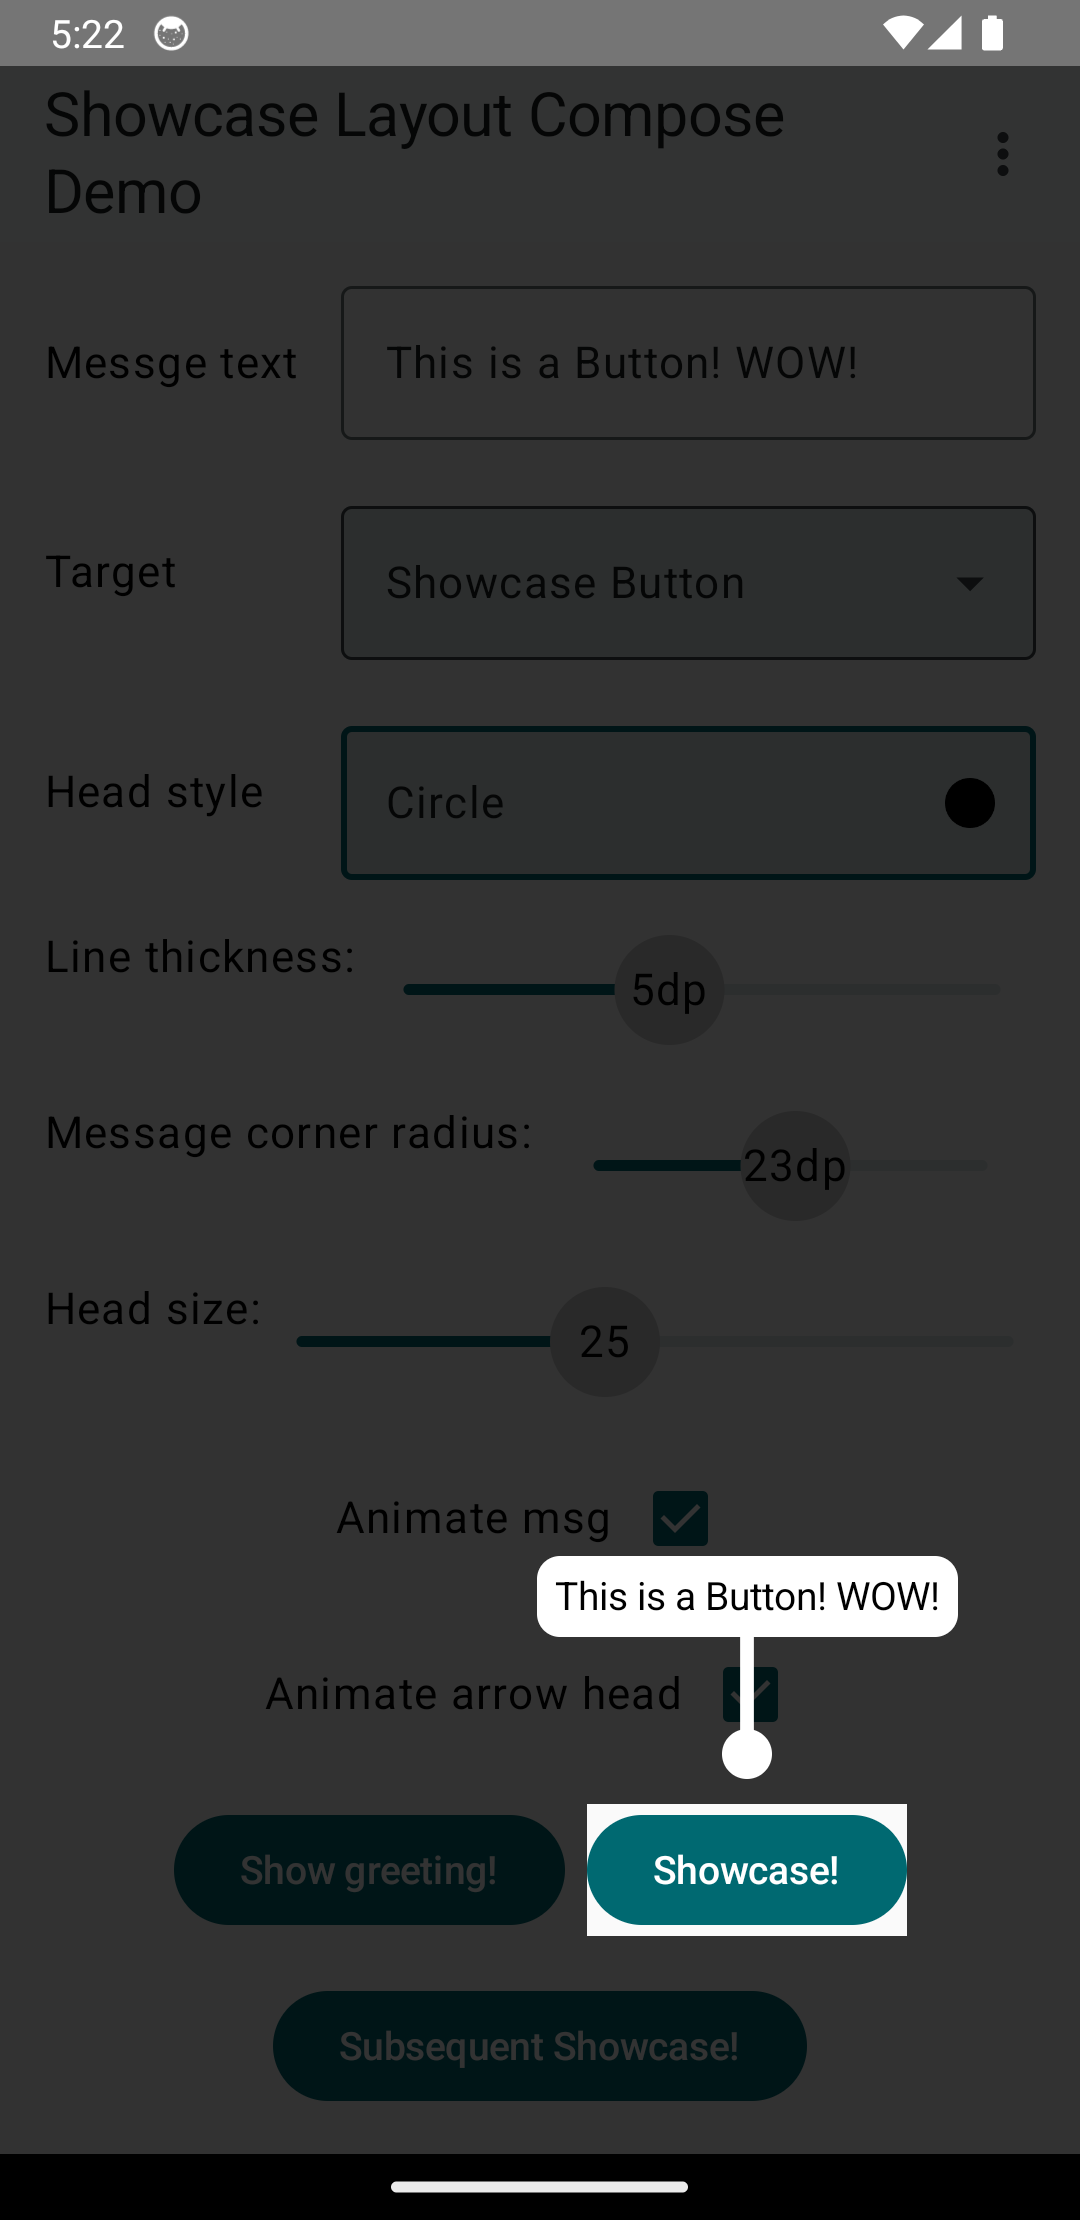 5:22
Showcase Layout Compose
Demo
Messge text
This is a Button! WOW!
Target
Showcase Button
Head style
Circle
Line thickness:
5dp
Message corner radius:
23dp
Head size:
25
Animate msg
This is a Button! WOW!
Animate arrow head
Show greeting!
Showcase!
Subsequent Showcase!